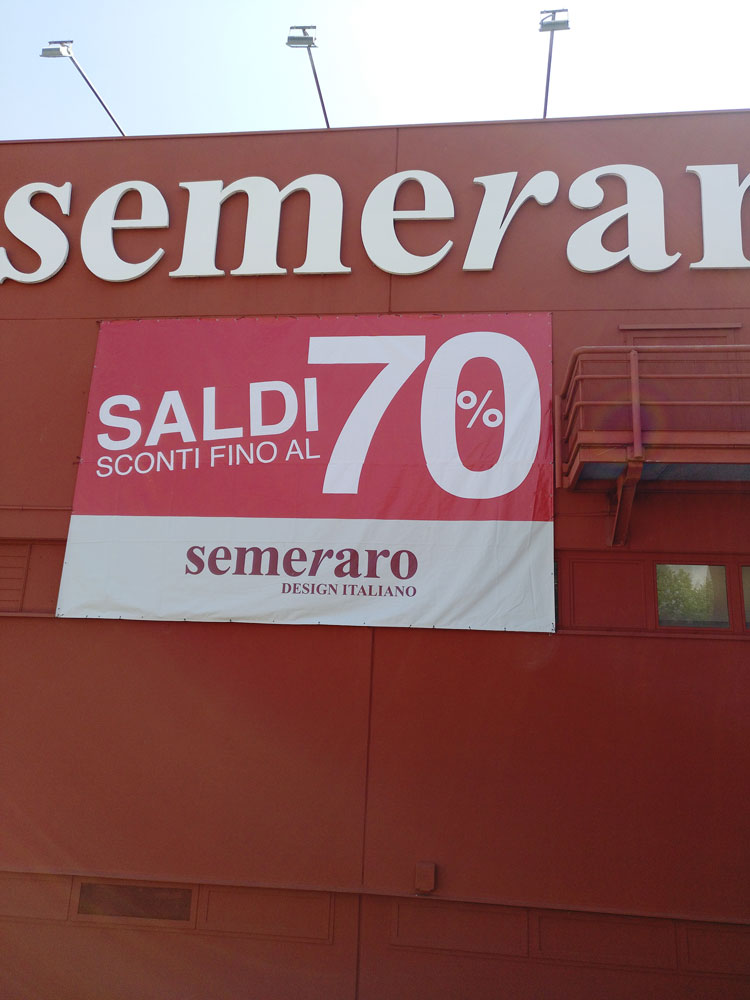 semerar
SALDI 70%
SCONTI FINO AL
semeraro
DESIGN ITALIANO